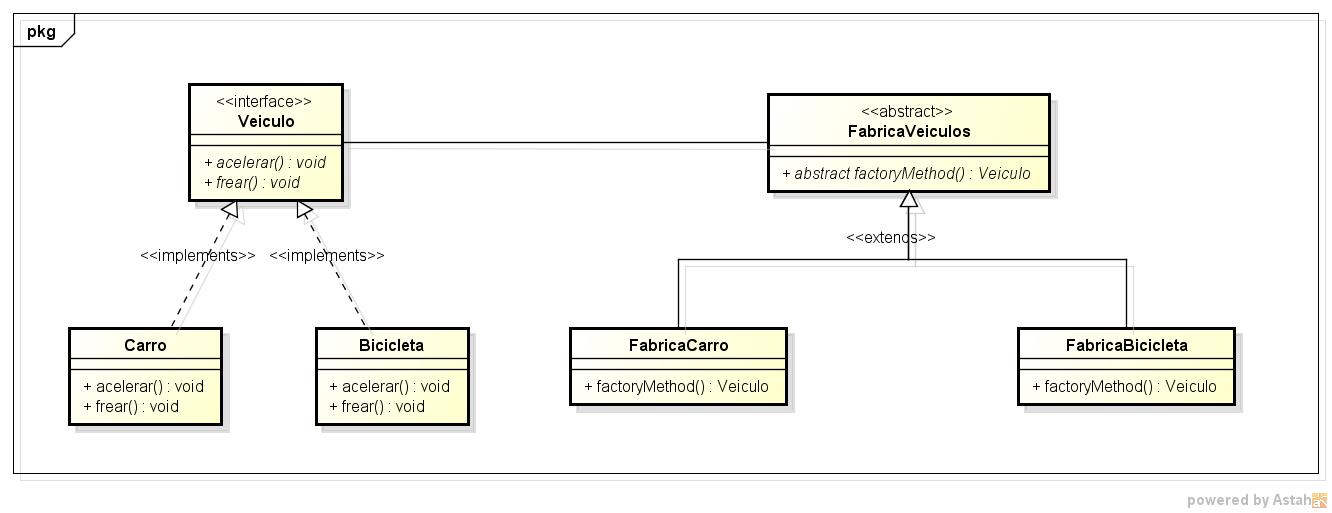 pkg
<<interface>>
Veiculo
+ acelerar() : void
+ frear() : void
<<abstract>>
FabricaVeiculos
+ abstract factoryMethod() : Veiculo
<<implements>>
<<implements>>
<<extends>>
Carro
+ acelerar() : void
+ frear() : void
Bicicleta
+ acelerar() : void
+ frear() : void
FabricaCarro
+ factoryMethod() : Veiculo
FabricaBicicleta
+ factoryMethod() : Veiculo
powered by Astah